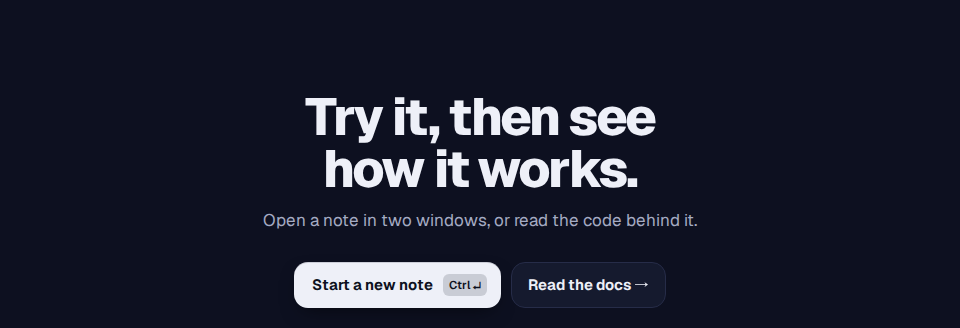 Try it, then see
how it works.
Open a note in two windows, or read the code behind it.
Start a new note Ctrl ↵
Read the docs →